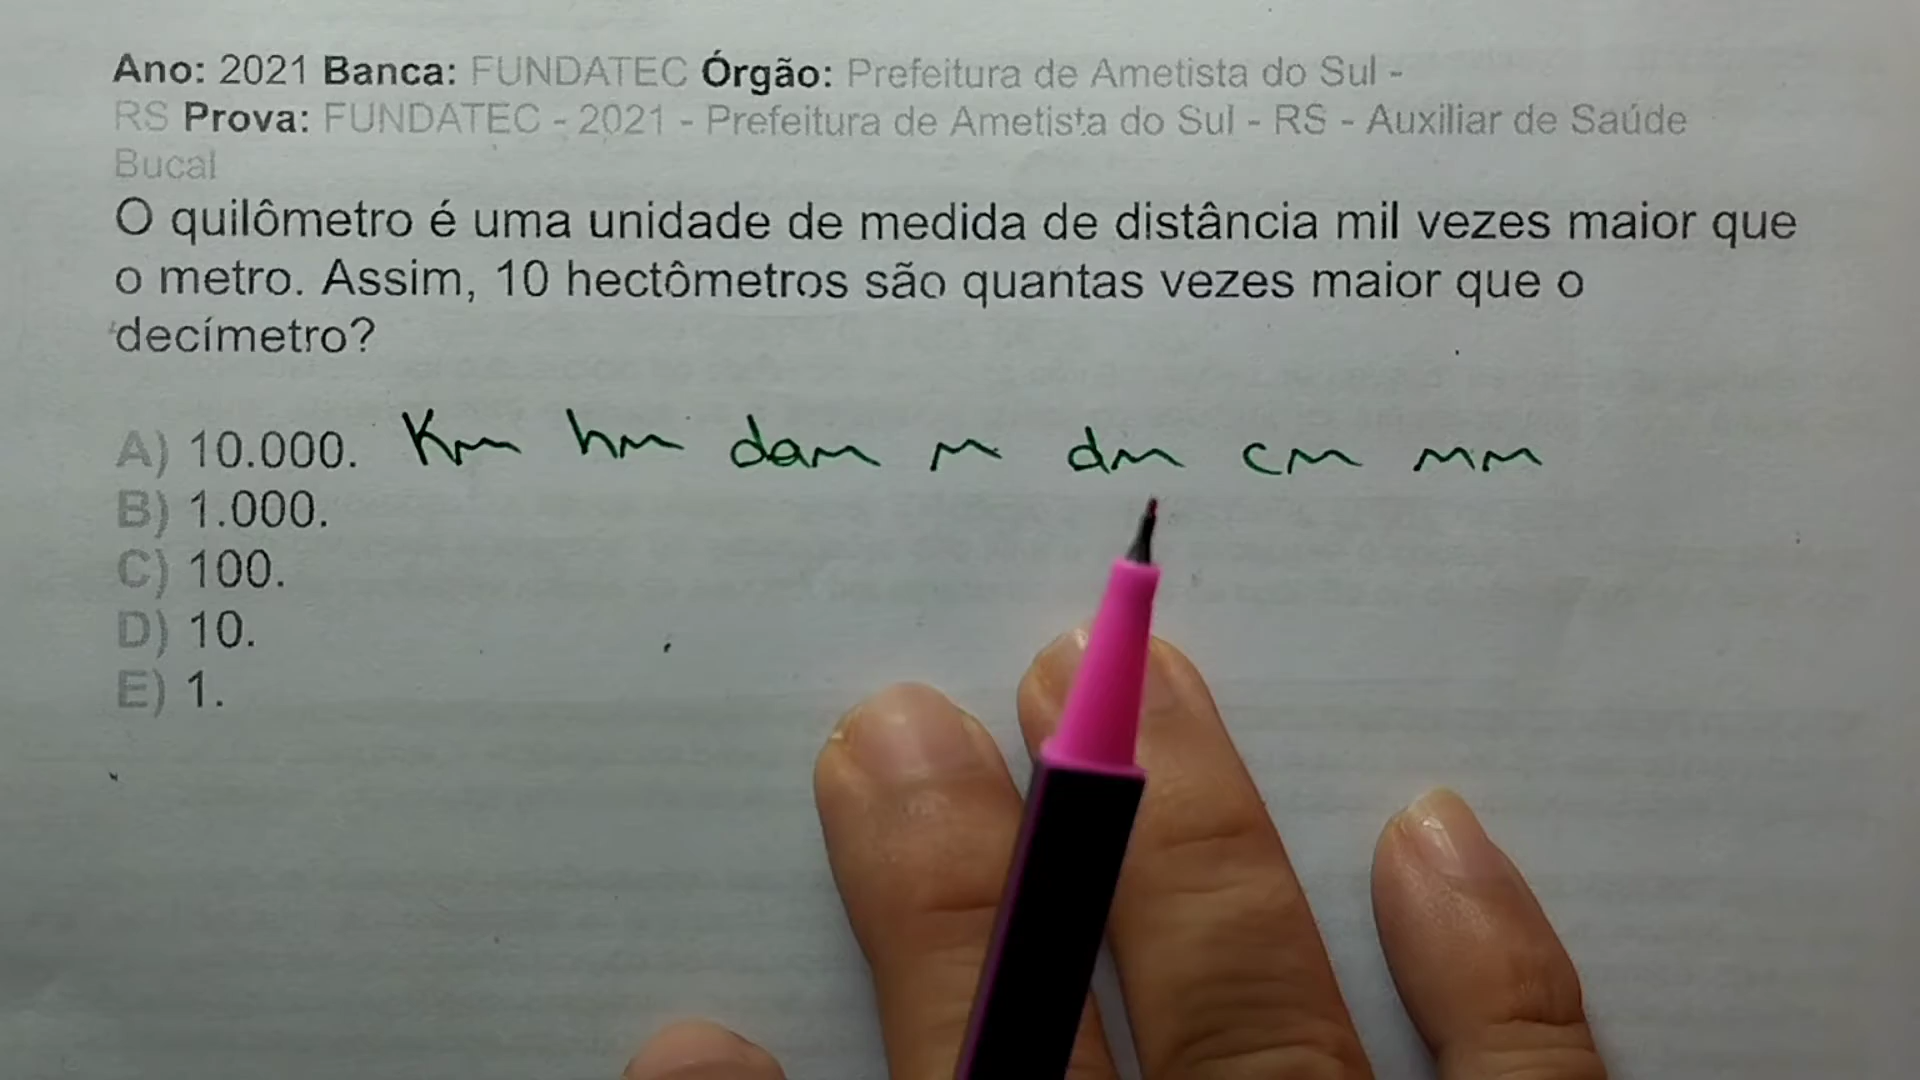 Ano: 2021 Banca: FUNDATEC Órgão: Prefeitura de Ametista do Sul -
RS Prova: FUNDATEC - 2021 - Prefeitura de Ametista do Sul - RS - Auxiliar de Saúde
Bucal
O quilômetro é uma unidade de medida de distância mil vezes maior que
o metro. Assim, 10 hectômetros são quantas vezes maior que o
decímetro?
A) 10.000. Km hm dam m dm cm mm
B) 1.000.
C) 100.
D) 10.
E) 1.